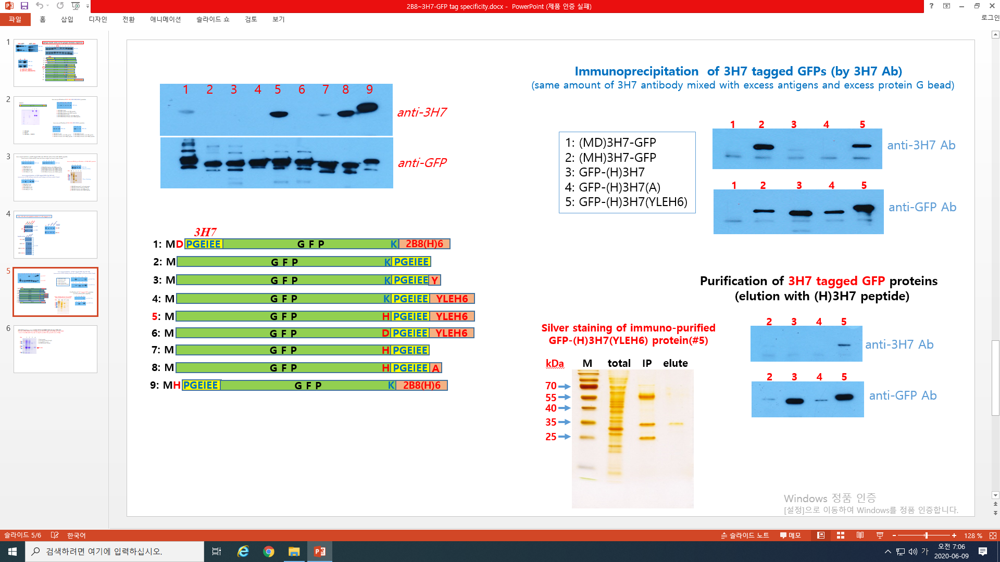 2B8~3H7-GFP tag specificity.docx - PowerPoint (제품 인증 실패)
파일 홈 삽입 디자인 전환 애니메이션 슬라이드 쇼 검토 보기
로그인
1
2
3
4
5
6
1 2 3 4 5 6 7 8 9
anti-3H7
anti-GFP
3H7
1: MD PGEIEE G F P K 2B8(H)6
2: M G F P K PGEIEE
3: M G F P K PGEIEE Y
4: M G F P K PGEIEE YLEH6
5: M G F P H PGEIEE YLEH6
6: M G F P D PGEIEE YLEH6
7: M G F P H PGEIEE
8: M G F P H PGEIEE A
9: MH PGEIEE G F P K 2B8(H)6
Immunoprecipitation of 3H7 tagged GFPs (by 3H7 Ab)
(same amount of 3H7 antibody mixed with excess antigens and excess protein G bead)
1: (MD)3H7-GFP
2: (MH)3H7-GFP
3: GFP-(H)3H7
4: GFP-(H)3H7(A)
5: GFP-(H)3H7(YLEH6)
1 2 3 4 5
anti-3H7 Ab
1 2 3 4 5
anti-GFP Ab
Purification of 3H7 tagged GFP proteins
(elution with (H)3H7 peptide)
2 3 4 5
anti-3H7 Ab
2 3 4 5
anti-GFP Ab
Silver staining of immuno-purified
GFP-(H)3H7(YLEH6) protein(#5)
kDa M total IP elute
70
55
40
35
25
Windows 정품 인증
[설정]으로 이동하여 Windows를 정품 인증합니다.
슬라이드 5/6 한국어 슬라이드 노트 메모 128 %
검색하려면 여기에 입력하십시오.
가
오전 7:06
2020-06-09